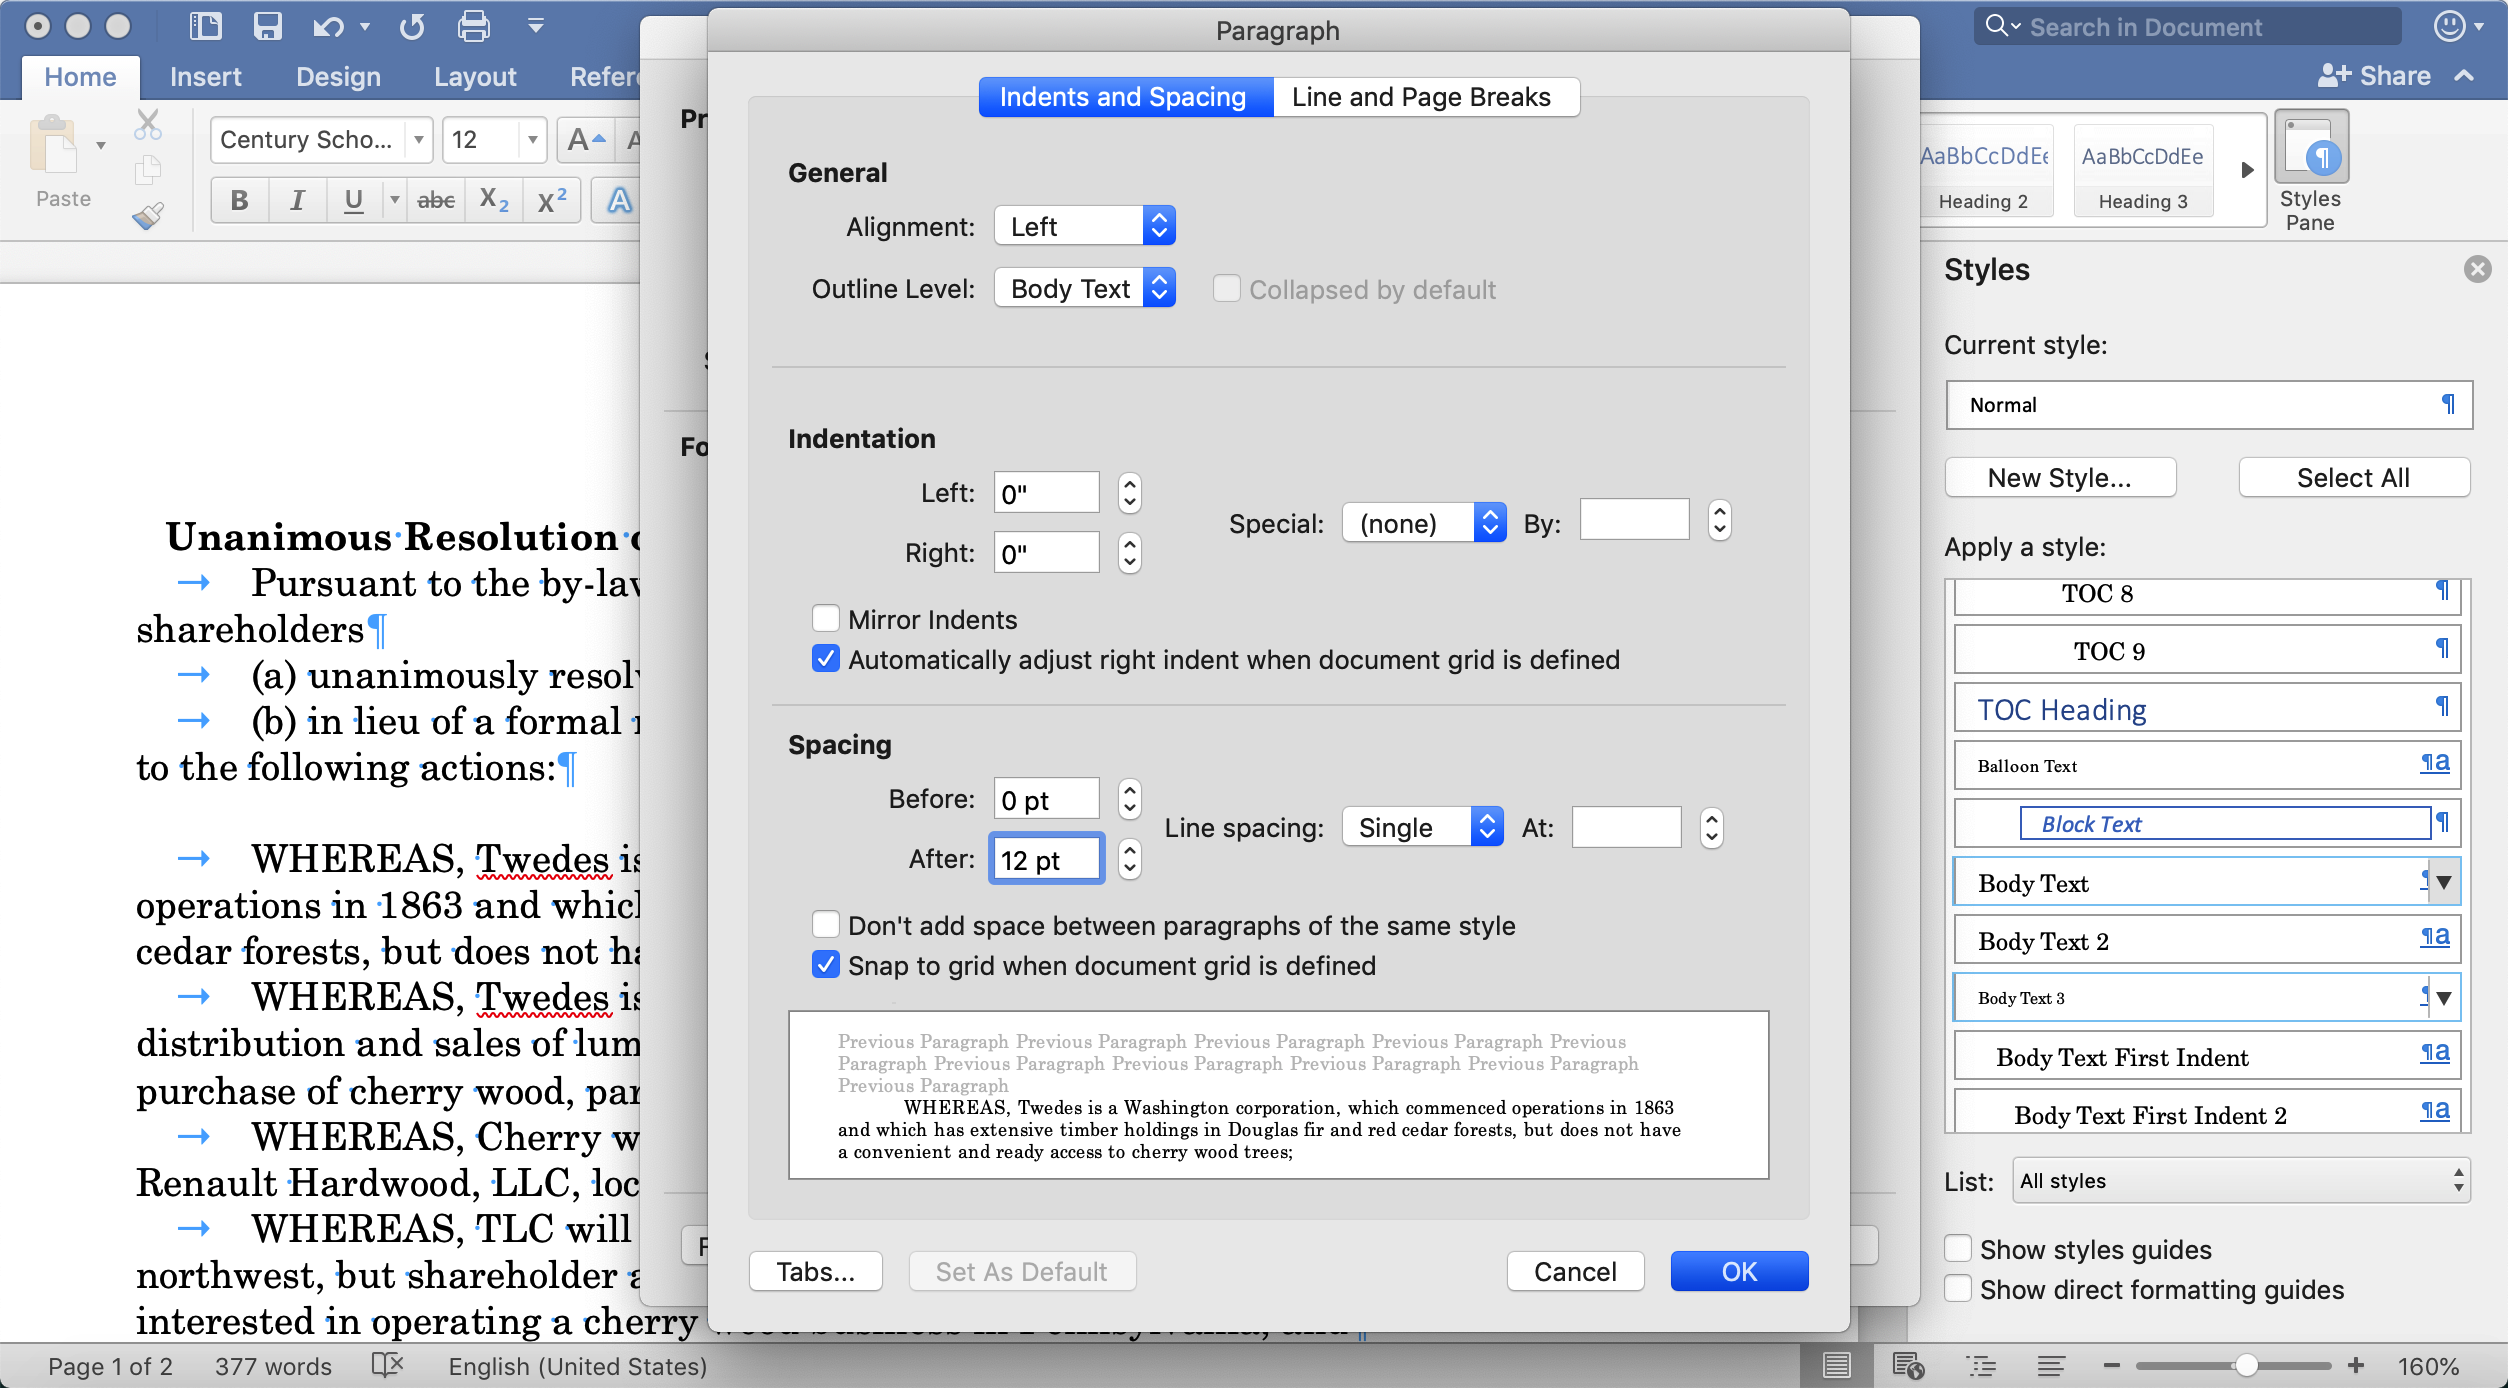 Paragraph
Search in Document
Home
Insert
Design
Layout
Share
Paste
Century Scho...
12
A
B
I
U
abc
X2
X2
A
AaBbCcDdEe
Heading 2
AaBbCcDdEe
Heading 3
Styles
Pane
Indents and Spacing
Line and Page Breaks
General
Alignment:
Left
Outline Level:
Body Text
Collapsed by default
Indentation
Left:
0"
Right:
0"
Special:
(none)
By:
Mirror Indents
Automatically adjust right indent when document grid is defined
Spacing
Before:
0 pt
After:
12 pt
Line spacing:
Single
At:
Don't add space between paragraphs of the same style
Snap to grid when document grid is defined
Previous Paragraph Previous Paragraph Previous Paragraph Previous Paragraph Previous
Paragraph Previous Paragraph Previous Paragraph Previous Paragraph Previous Paragraph
Previous Paragraph
WHEREAS, Twedes is a Washington corporation, which commenced operations in 1863
and which has extensive timber holdings in Douglas fir and red cedar forests, but does not have
a convenient and ready access to cherry wood trees;
Tabs...
Set As Default
Cancel
OK
Unanimous Resolution
Pursuant to the by-law
shareholders¶
(a) unanimously resolv
(b) in lieu of a formal
to the following actions:¶
WHEREAS, Twedes is
operations in 1863 and which
cedar forests, but does not ha
WHEREAS, Twedes is
distribution and sales of lum
purchase of cherry wood, par
WHEREAS, Cherry w
Renault Hardwood, LLC, loc
WHEREAS, TLC will
northwest, but shareholder a
interested in operating a cherry
Styles
Current style:
Normal ¶
New Style...
Select All
Apply a style:
TOC 8 ¶
TOC 9 ¶
TOC Heading ¶
Balloon Text ¶a
Block Text ¶
Body Text
Body Text 2 ¶a
Body Text 3
Body Text First Indent ¶a
Body Text First Indent 2 ¶a
List:
All styles
Show styles guides
Show direct formatting guides
Page 1 of 2
377 words
English (United States)
160%